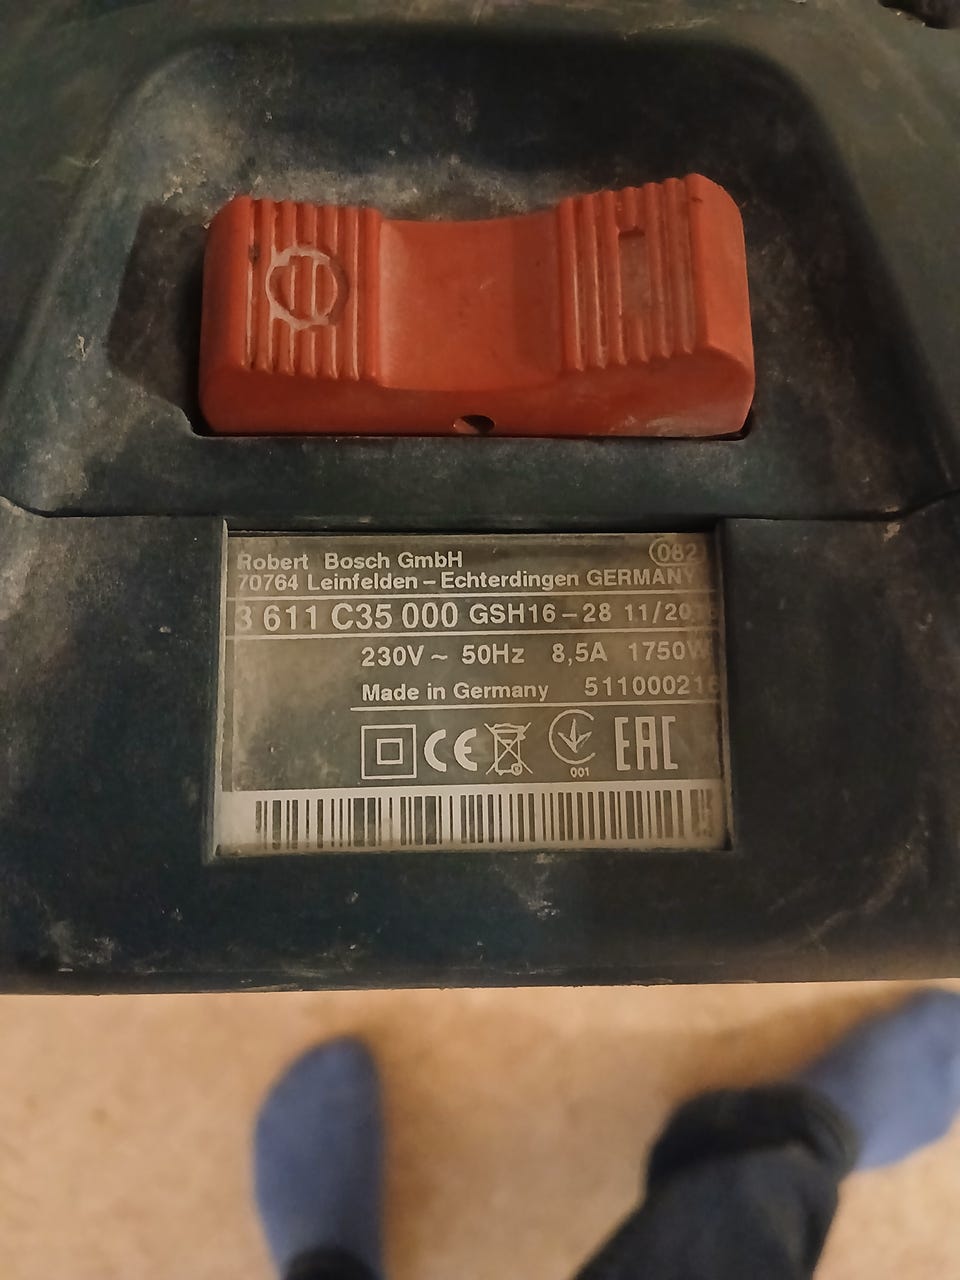 Robert Bosch GmbH 082
70764 Leinfelden – Echterdingen GERMANY
3 611 C35 000 GSH16–28
230V ~ 50Hz 8,5A 1750W
Made in Germany
CE 001 EAC